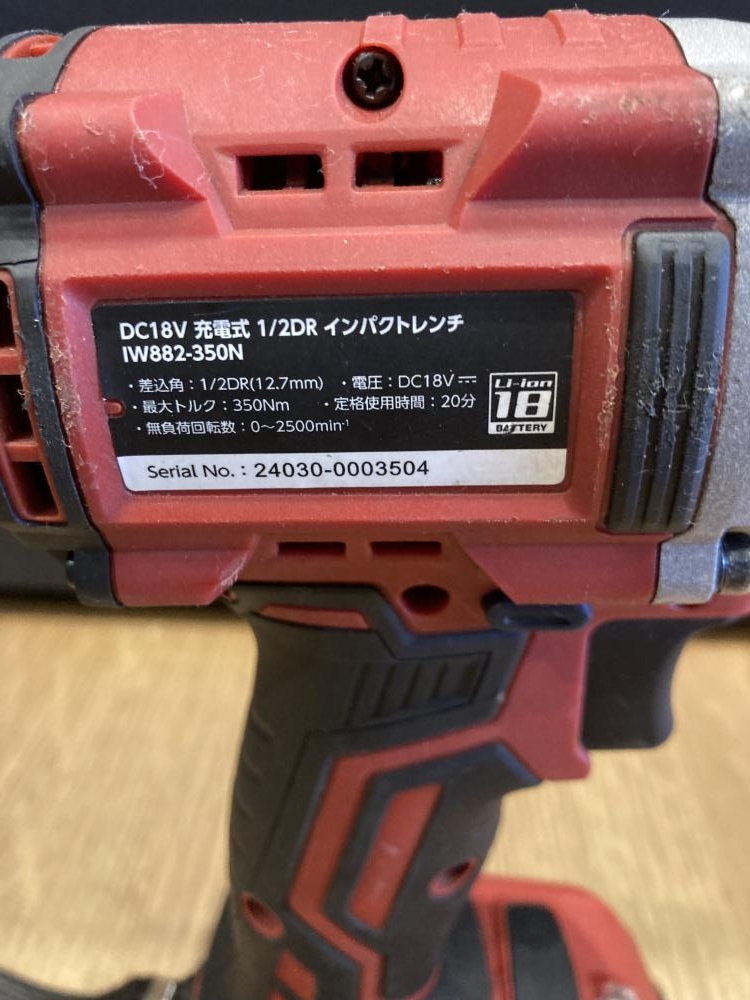 DC18V 充電式 1/2DR インパクトレンチ
IW882-350N
・差込角：1/2DR(12.7mm) ・電圧：DC18V⎓
・最大トルク：350Nm ・定格使用時間：20分
・無負荷回転数：0～2500min⁻¹
Li-ion
18
BATTERY
Serial No.：24030-0003504